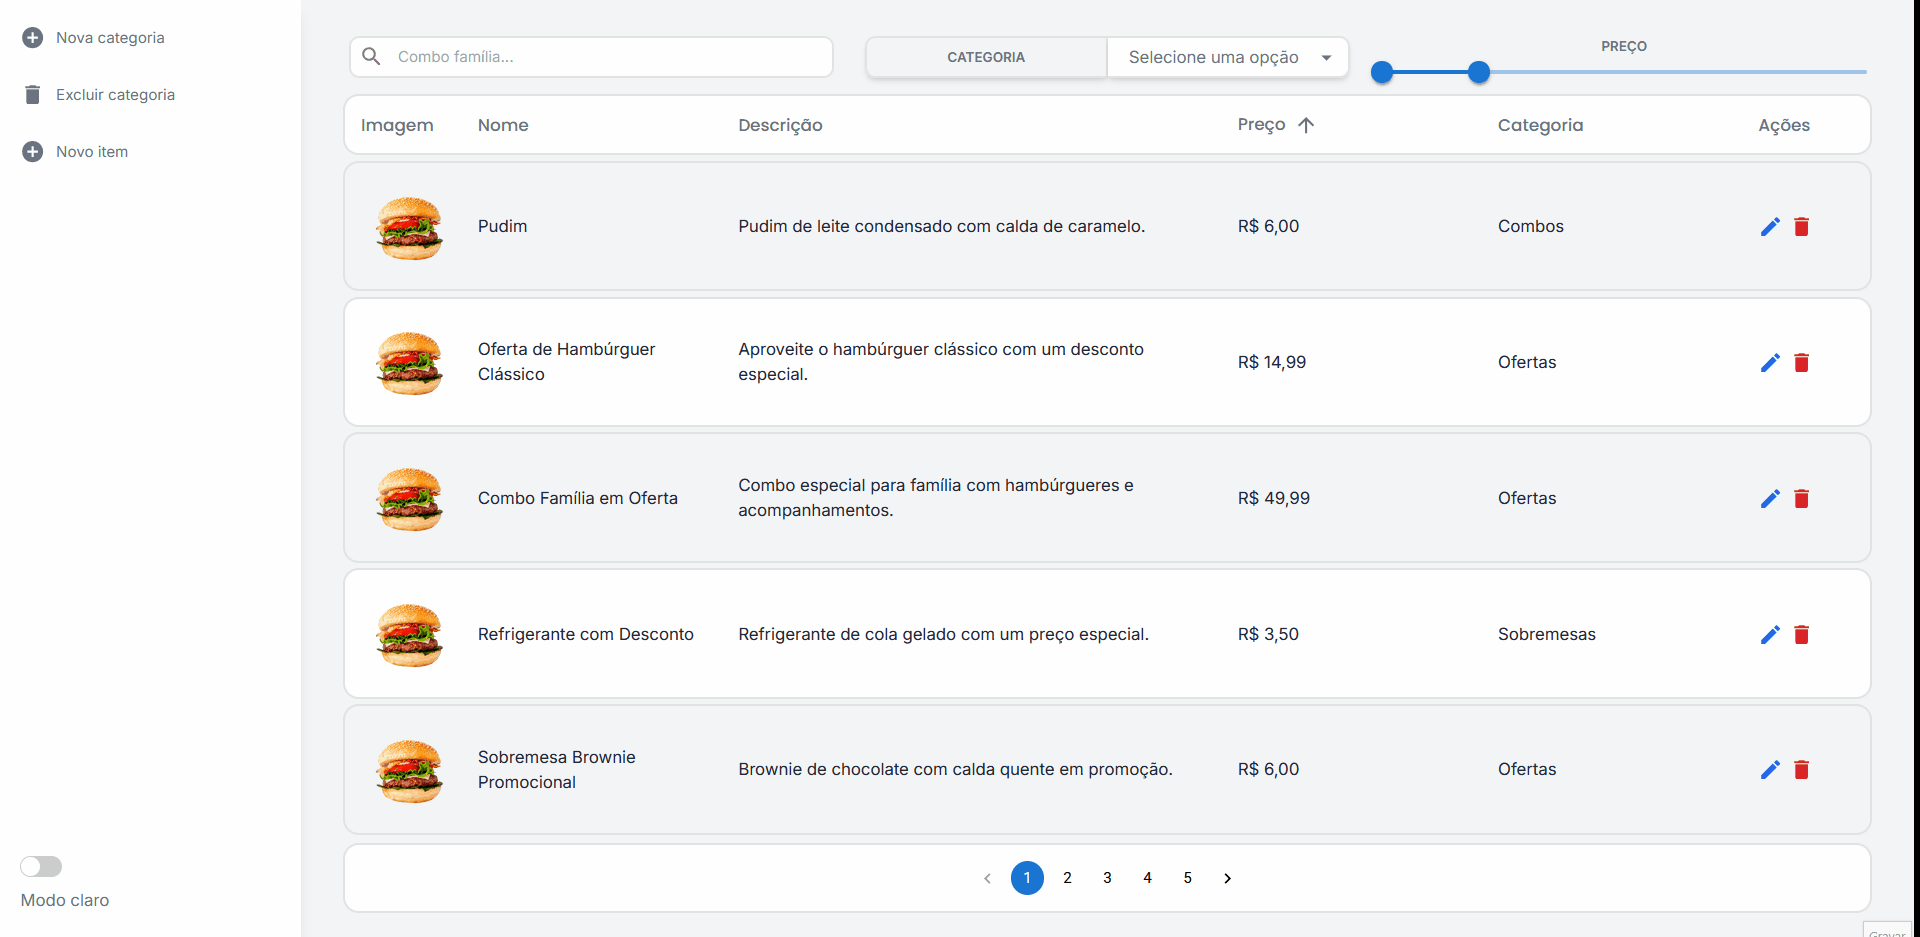 Nova categoria
Excluir categoria
Novo item
Modo claro
Combo família...
CATEGORIA
Selecione uma opção
PREÇO
Imagem Nome Descrição Preço Categoria Ações
Pudim
Pudim de leite condensado com calda de caramelo.
R$ 6,00
Combos
Oferta de Hambúrguer
Clássico
Aproveite o hambúrguer clássico com um desconto
especial.
R$ 14,99
Ofertas
Combo Família em Oferta
Combo especial para família com hambúrgueres e
acompanhamentos.
R$ 49,99
Ofertas
Refrigerante com Desconto
Refrigerante de cola gelado com um preço especial.
R$ 3,50
Sobremesas
Sobremesa Brownie
Promocional
Brownie de chocolate com calda quente em promoção.
R$ 6,00
Ofertas
1 2 3 4 5
Gravar